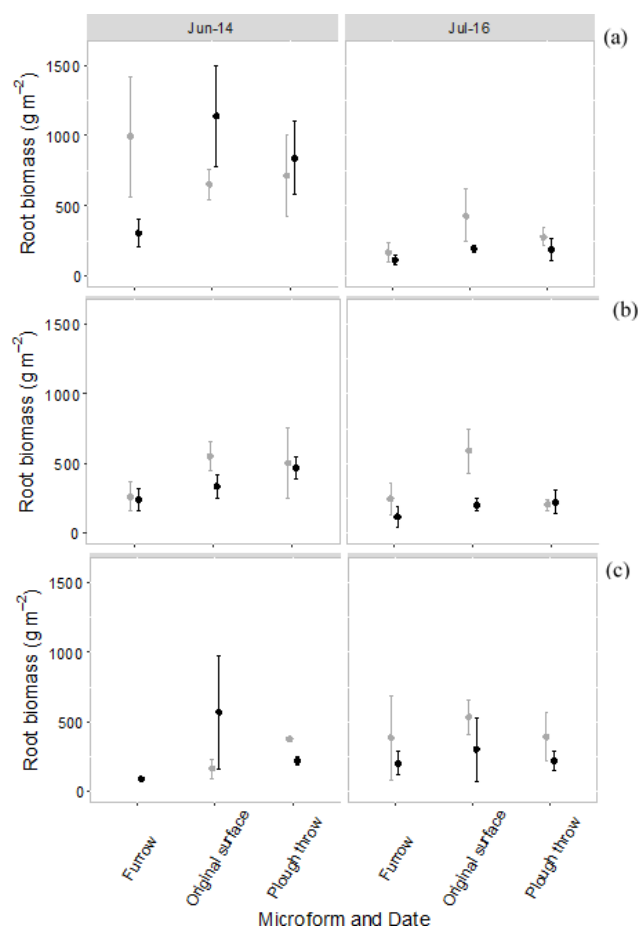 Jun-14 Jul-16 (a)
Root biomass (g m⁻²)
1500
1000
500
0
(b)
Root biomass (g m⁻²)
1500
1000
500
0
(c)
Root biomass (g m⁻²)
1500
1000
500
0
Furrow Original surface Plough throw Furrow Original surface Plough throw
Microform and Date